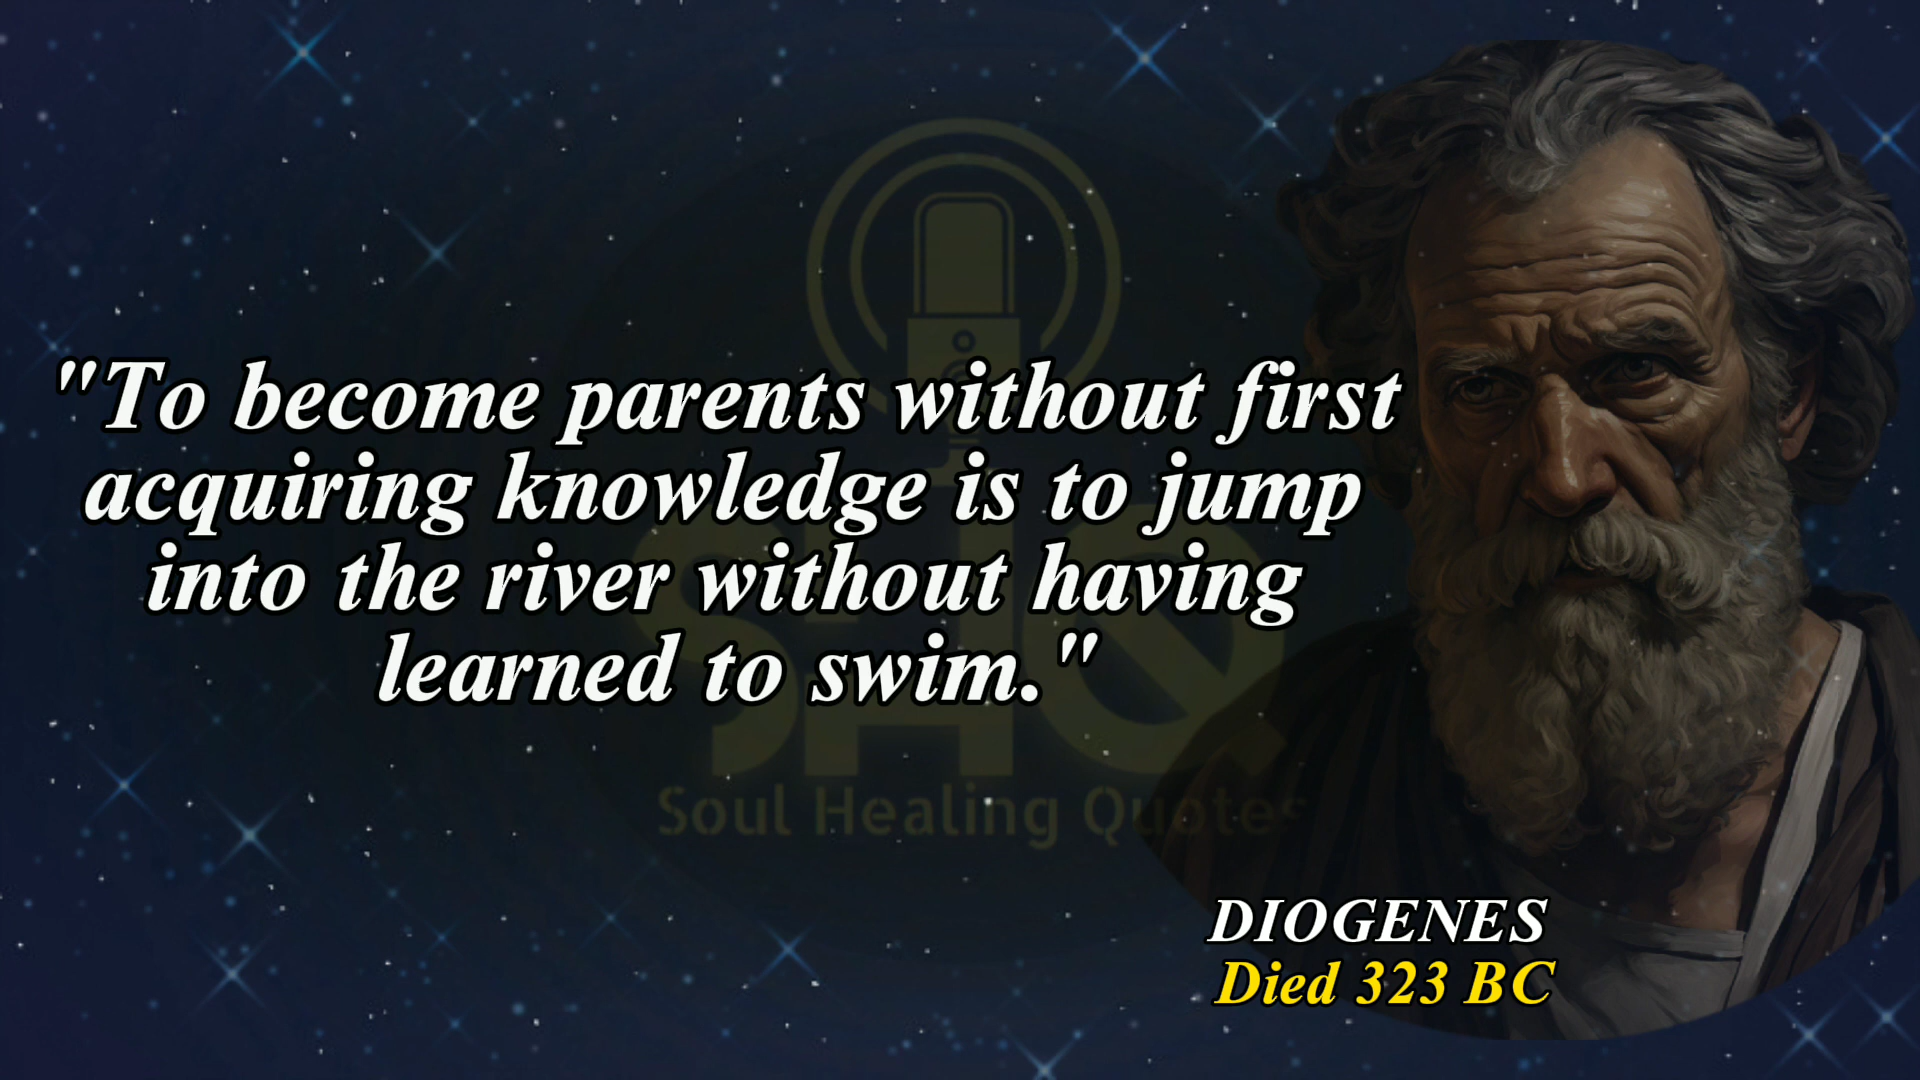 "To become parents without first
acquiring knowledge is to jump
into the river without having
learned to swim."
SHQ
Soul Healing Quotes
DIOGENES
Died 323 BC